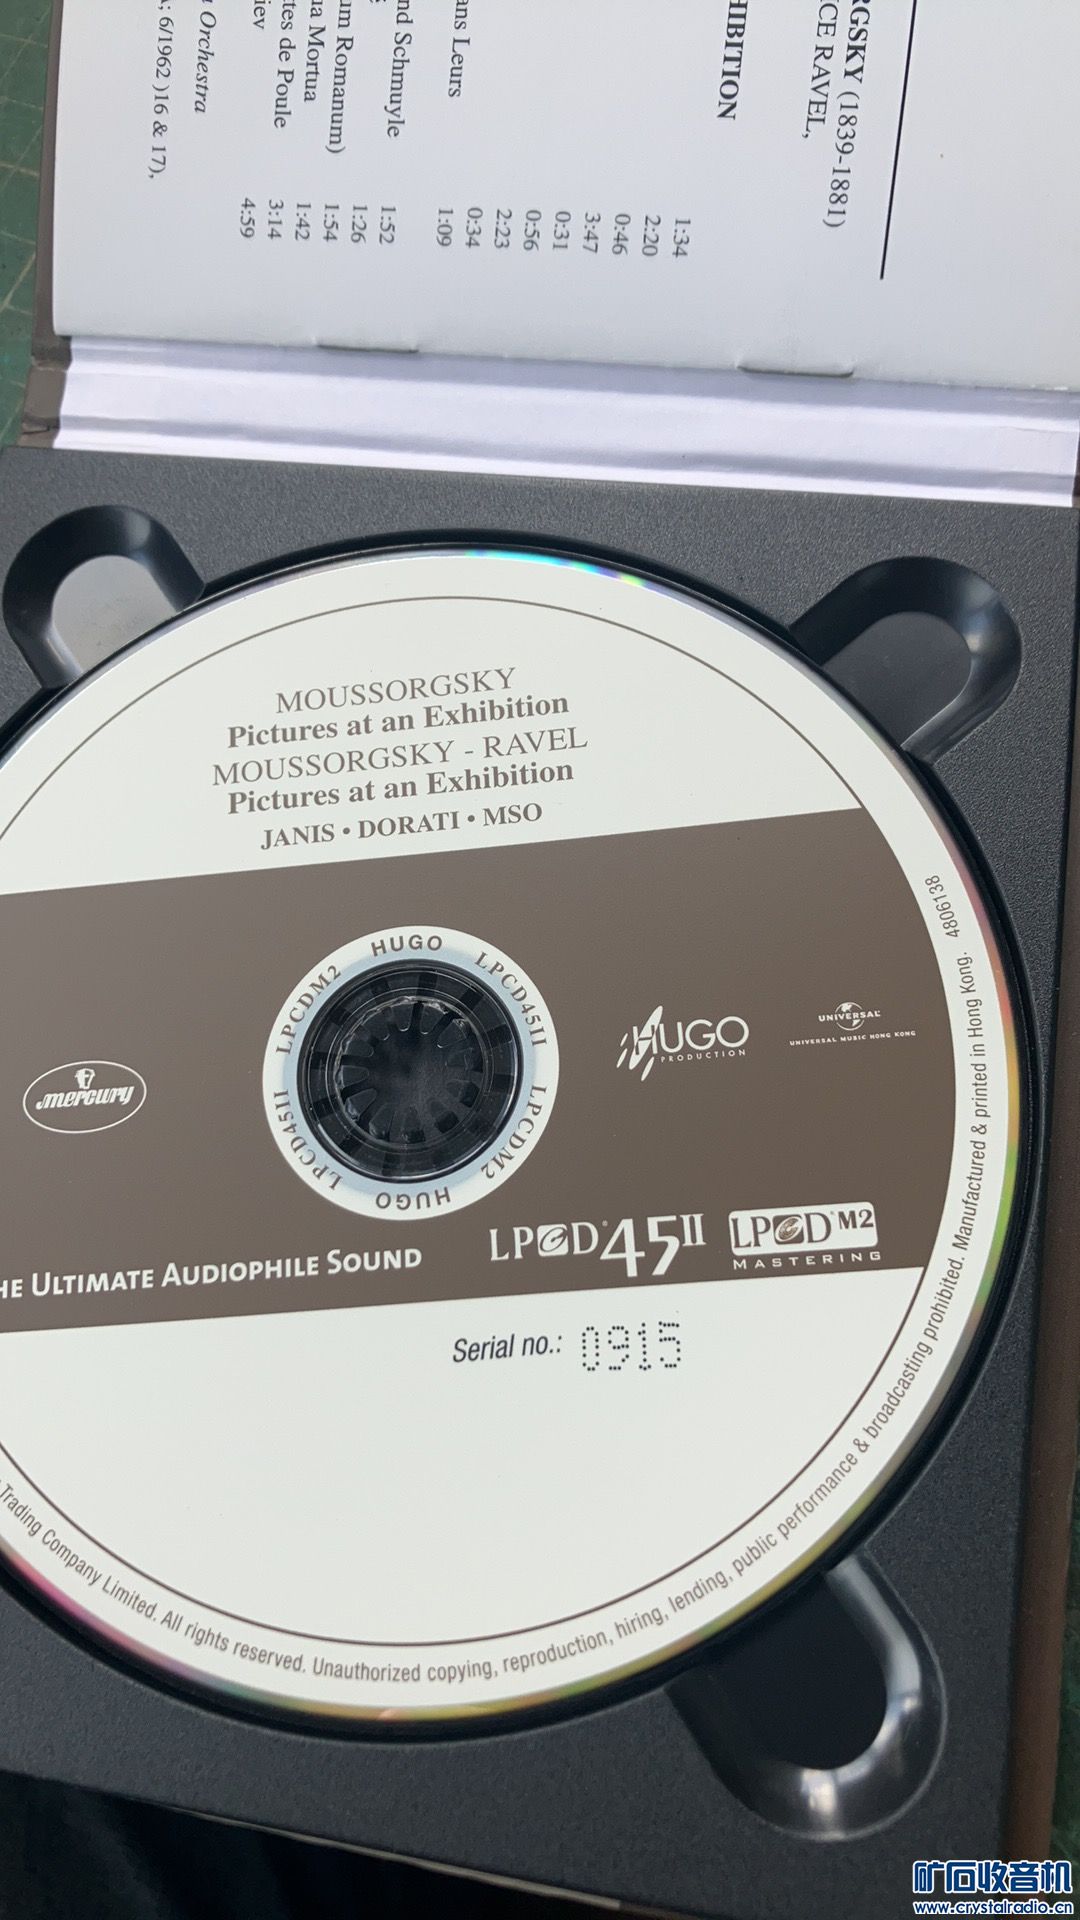 RGSKY (1839-1881)
ICE RAVEL,
HIBITION
1:34
2:20
0:46
3:47
0:31
0:56
2:23
0:34
ans Leurs 1:09
nd Schmuyle 1:52
1:26
um Romanum) 1:54
ua Mortua 1:42
tes de Poule 3:14
iev 4:59
Orchestra
; 6/1962 )16 & 17),
MOUSSORGSKY
Pictures at an Exhibition
MOUSSORGSKY - RAVEL
Pictures at an Exhibition
JANIS • DORATI • MSO
HUGO LPCD45II LPCDM2 HUGO LPCD45II LPCDM2
mercury
HUGO
PRODUCTION
UNIVERSAL
UNIVERSAL MUSIC HONG KONG
HE ULTIMATE AUDIOPHILE SOUND
LPCD®45II
LPCD®M2
MASTERING
Serial no.: 0915
Trading Company Limited. All rights reserved. Unauthorized copying, reproduction, hiring, lending, public performance & broadcasting prohibited. Manufactured & printed in Hong Kong. 4806138
矿石收音机
www.crystalradio.cn